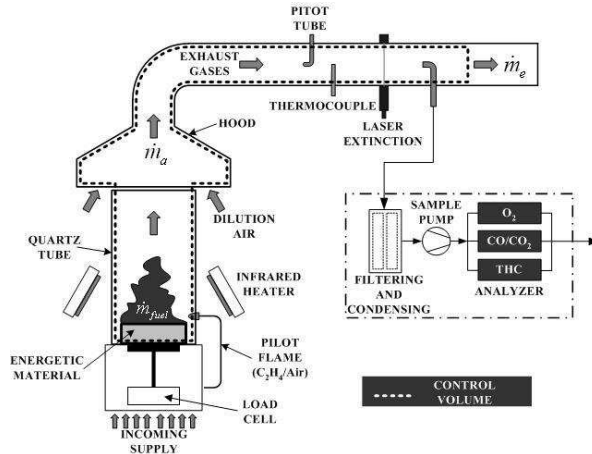 PITOT
TUBE
EXHAUST
GASES
ṁₑ
THERMOCOUPLE
HOOD
LASER
EXTINCTION
ṁₐ
DILUTION
AIR
SAMPLE
PUMP
O₂
CO/CO₂
THC
ANALYZER
FILTERING
AND
CONDENSING
QUARTZ
TUBE
INFRARED
HEATER
ṁfuel
ENERGETIC
MATERIAL
PILOT
FLAME
(C₂H₄/Air)
LOAD
CELL
INCOMING
SUPPLY
CONTROL
VOLUME